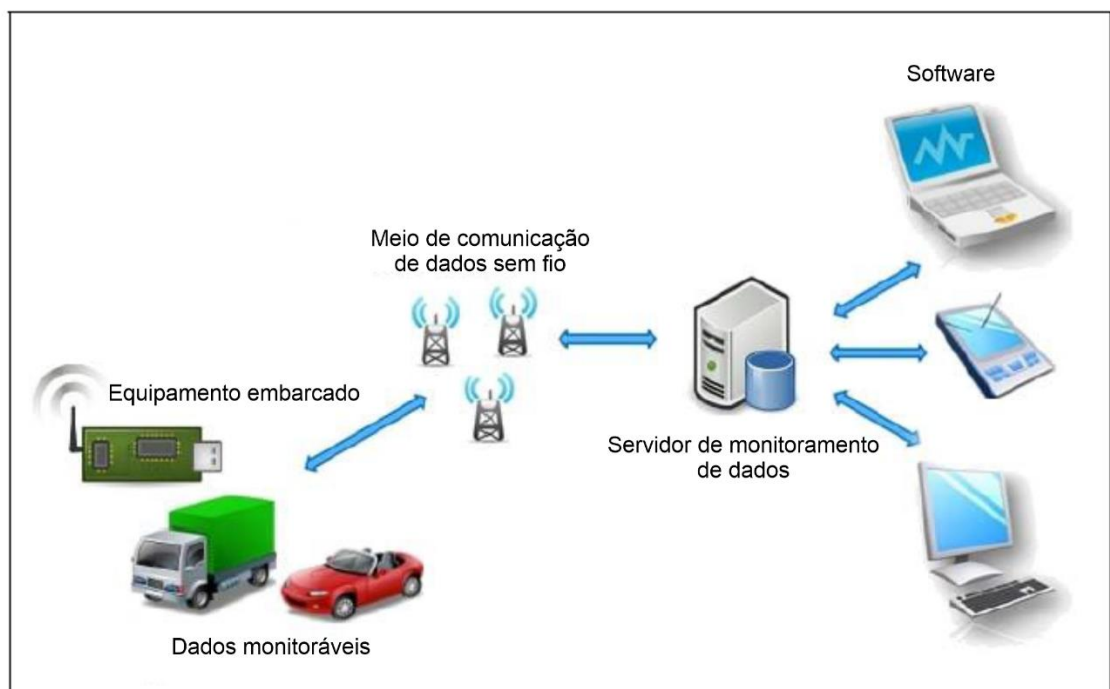 Software
Meio de comunicação
de dados sem fio
Equipamento embarcado
Servidor de monitoramento
de dados
Dados monitoráveis